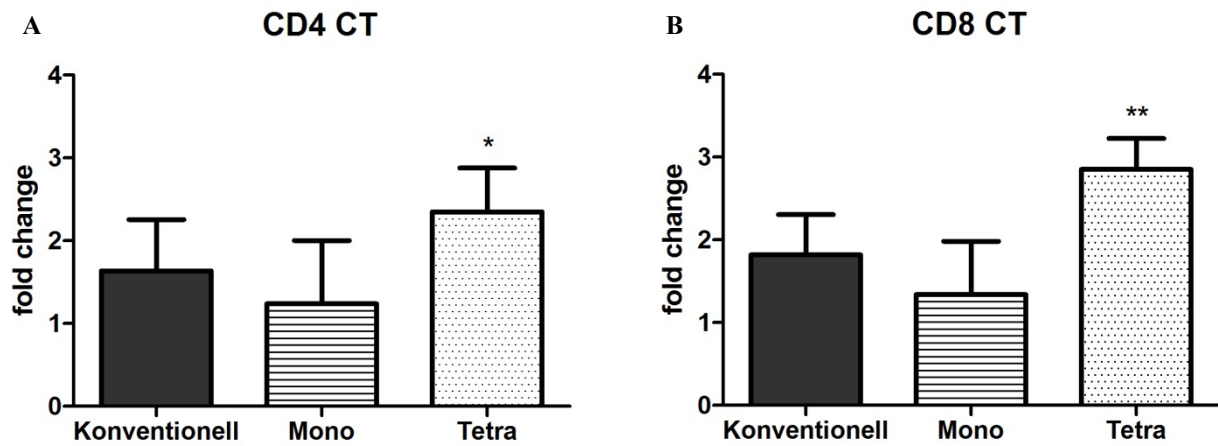 A
CD4 CT
fold change
4
3
2
1
0
*
Konventionell
Mono
Tetra
B
CD8 CT
fold change
4
3
2
1
0
**
Konventionell
Mono
Tetra